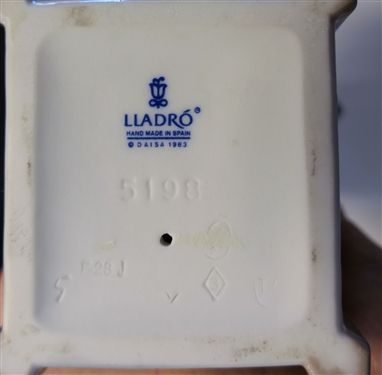 LLADRÓ®
HAND MADE IN SPAIN
© DAISA 1983
5198